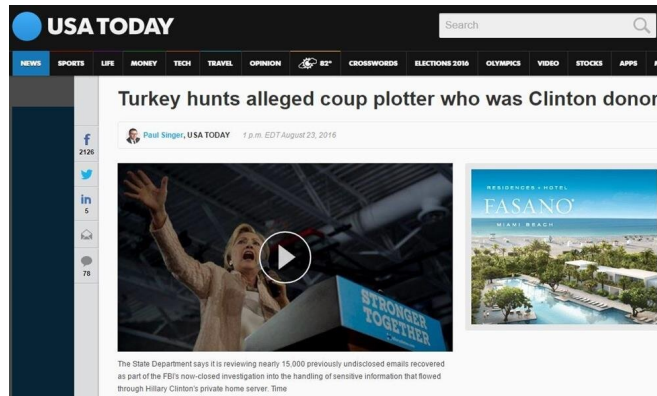 USA TODAY
Search
NEWS SPORTS LIFE MONEY TECH TRAVEL OPINION 82° CROSSWORDS ELECTIONS 2016 OLYMPICS VIDEO STOCKS APPS
Turkey hunts alleged coup plotter who was Clinton donor
Paul Singer, USA TODAY 1 p.m. EDT August 23, 2016
f
2126
in
5
78
STRONGER
TOGETHER
RESIDENCES + HOTEL
FASANO
MIAMI BEACH
The State Department says it is reviewing nearly 15,000 previously undisclosed emails recovered
as part of the FBI's now-closed investigation into the handling of sensitive information that flowed
through Hillary Clinton's private home server. Time